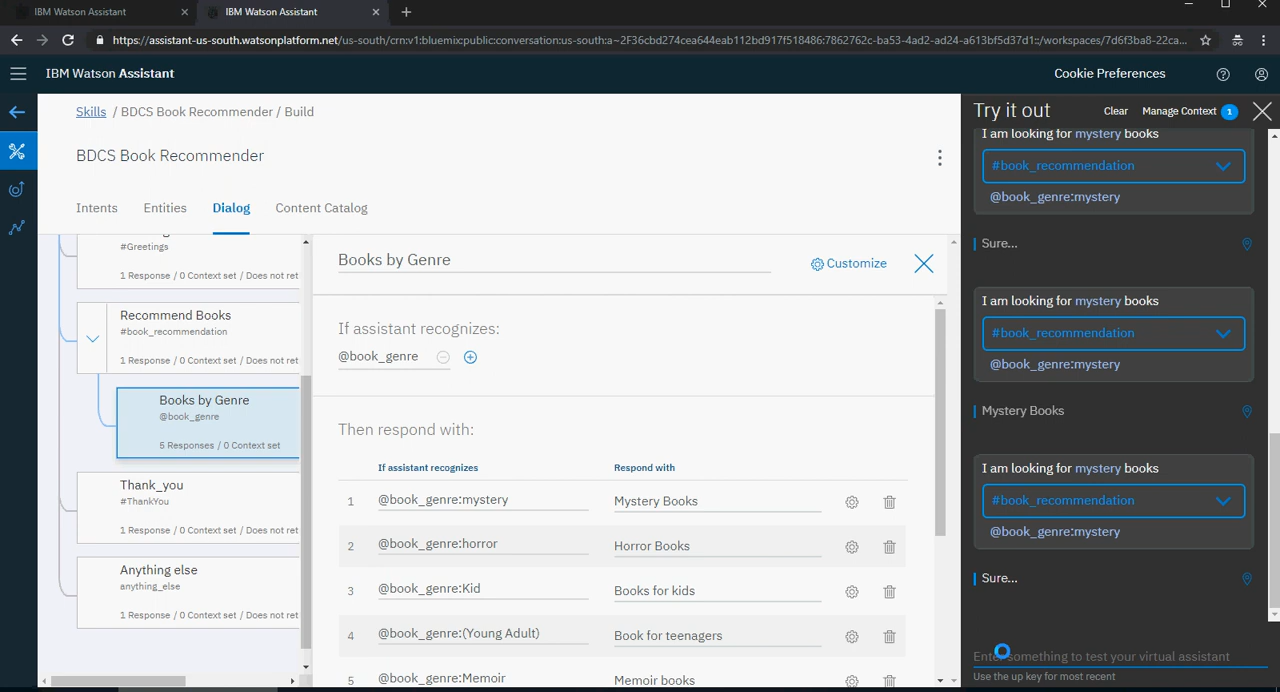 IBM Watson Assistant
IBM Watson Assistant
https://assistant-us-south.watsonplatform.net/us-south/crn:v1:bluemix:public:conversation:us-south:a~2F36cbd274cea644eab112bd917f518486:7862762c-ba53-4ad2-ad24-a613bf5d37d1::/workspaces/7d6f3ba8-22ca...
IBM Watson Assistant
Cookie Preferences
Skills / BDCS Book Recommender / Build
BDCS Book Recommender
Intents
Entities
Dialog
Content Catalog
#Greetings
1 Response / 0 Context set / Does not ret
Recommend Books
#book_recommendation
1 Response / 0 Context set / Does not ret
Books by Genre
@book_genre
5 Responses / 0 Context set
Thank_you
#ThankYou
1 Response / 0 Context set / Does not ret
Anything else
anything_else
1 Response / 0 Context set / Does not ret
Books by Genre
Customize
If assistant recognizes:
@book_genre
Then respond with:
If assistant recognizes
Respond with
1 @book_genre:mystery Mystery Books
2 @book_genre:horror Horror Books
3 @book_genre:Kid Books for kids
4 @book_genre:(Young Adult) Book for teenagers
5 @book_genre:Memoir Memoir books
Try it out
Clear
Manage Context 1
I am looking for mystery books
#book_recommendation
@book_genre:mystery
Sure...
I am looking for mystery books
#book_recommendation
@book_genre:mystery
Mystery Books
I am looking for mystery books
#book_recommendation
@book_genre:mystery
Sure...
Enter something to test your virtual assistant
Use the up key for most recent